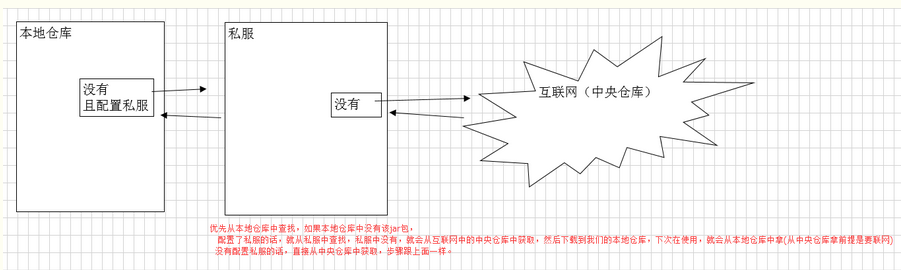 本地仓库
没有
且配置私服
私服
没有
互联网（中央仓库）
优先从本地仓库中查找，如果本地仓库中没有该jar包，
配置了私服的话，就从私服中查找，私服中没有，就会从互联网中的中央仓库中获取，然后下载到我们的本地仓库，下次在使用，就会从本地仓库中拿(从中央仓库拿前提是要联网)
没有配置私服的话，直接从中央仓库中获取，步骤跟上面一样。